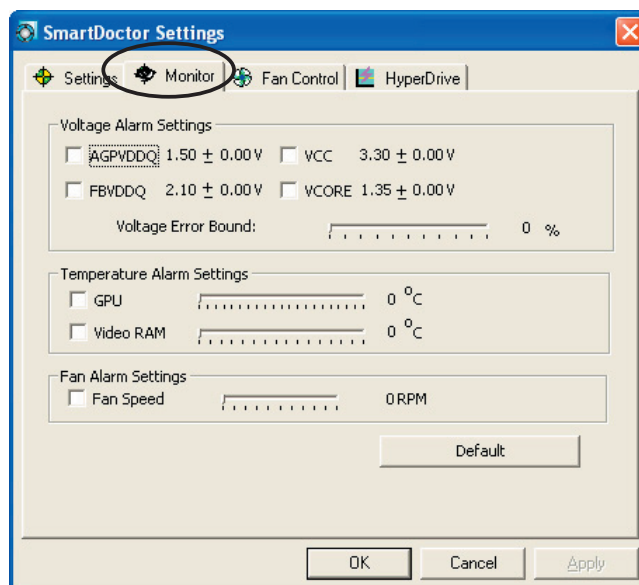 SmartDoctor Settings
Settings Monitor Fan Control HyperDrive
Voltage Alarm Settings
AGPVDDQ 1.50 ± 0.00 V VCC 3.30 ± 0.00 V
FBVDDQ 2.10 ± 0.00 V VCORE 1.35 ± 0.00 V
Voltage Error Bound: 0 %
Temperature Alarm Settings
GPU 0 °C
Video RAM 0 °C
Fan Alarm Settings
Fan Speed 0 RPM
Default
OK Cancel Apply